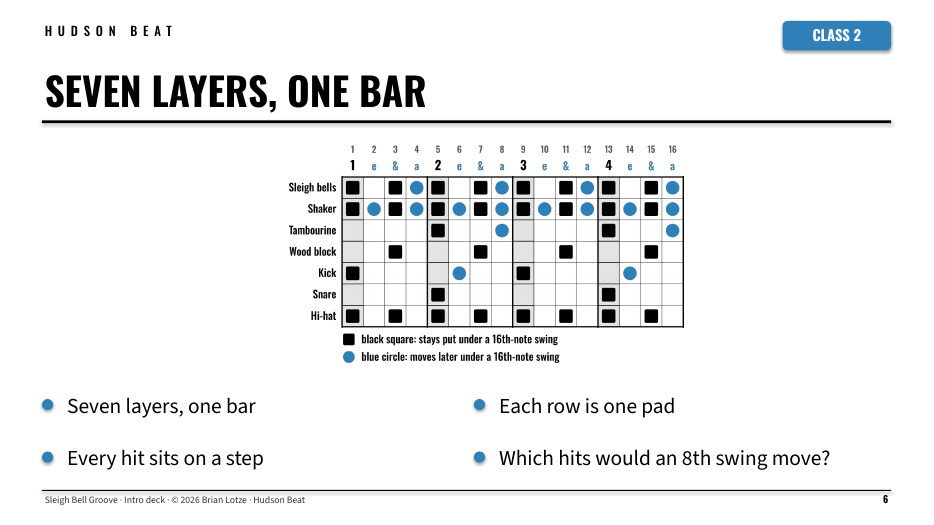 HUDSON BEAT
CLASS 2
SEVEN LAYERS, ONE BAR
1 2 3 4 5 6 7 8 9 10 11 12 13 14 15 16
1 e & a 2 e & a 3 e & a 4 e & a
Sleigh bells
Shaker
Tambourine
Wood block
Kick
Snare
Hi-hat
black square: stays put under a 16th-note swing
blue circle: moves later under a 16th-note swing
Seven layers, one bar
Each row is one pad
Every hit sits on a step
Which hits would an 8th swing move?
Sleigh Bell Groove · Intro deck · © 2026 Brian Lotze · Hudson Beat
6